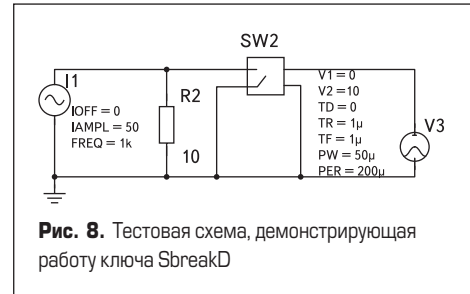 SW2
I1
IOFF = 0
IAMPL = 50
FREQ = 1k
R2
10
V1 = 0
V2 = 10
TD = 0
TR = 1µ
TF = 1µ
PW = 50µ
PER = 200µ
V3
Рис. 8. Тестовая схема, демонстрирующая
работу ключа SbreakD